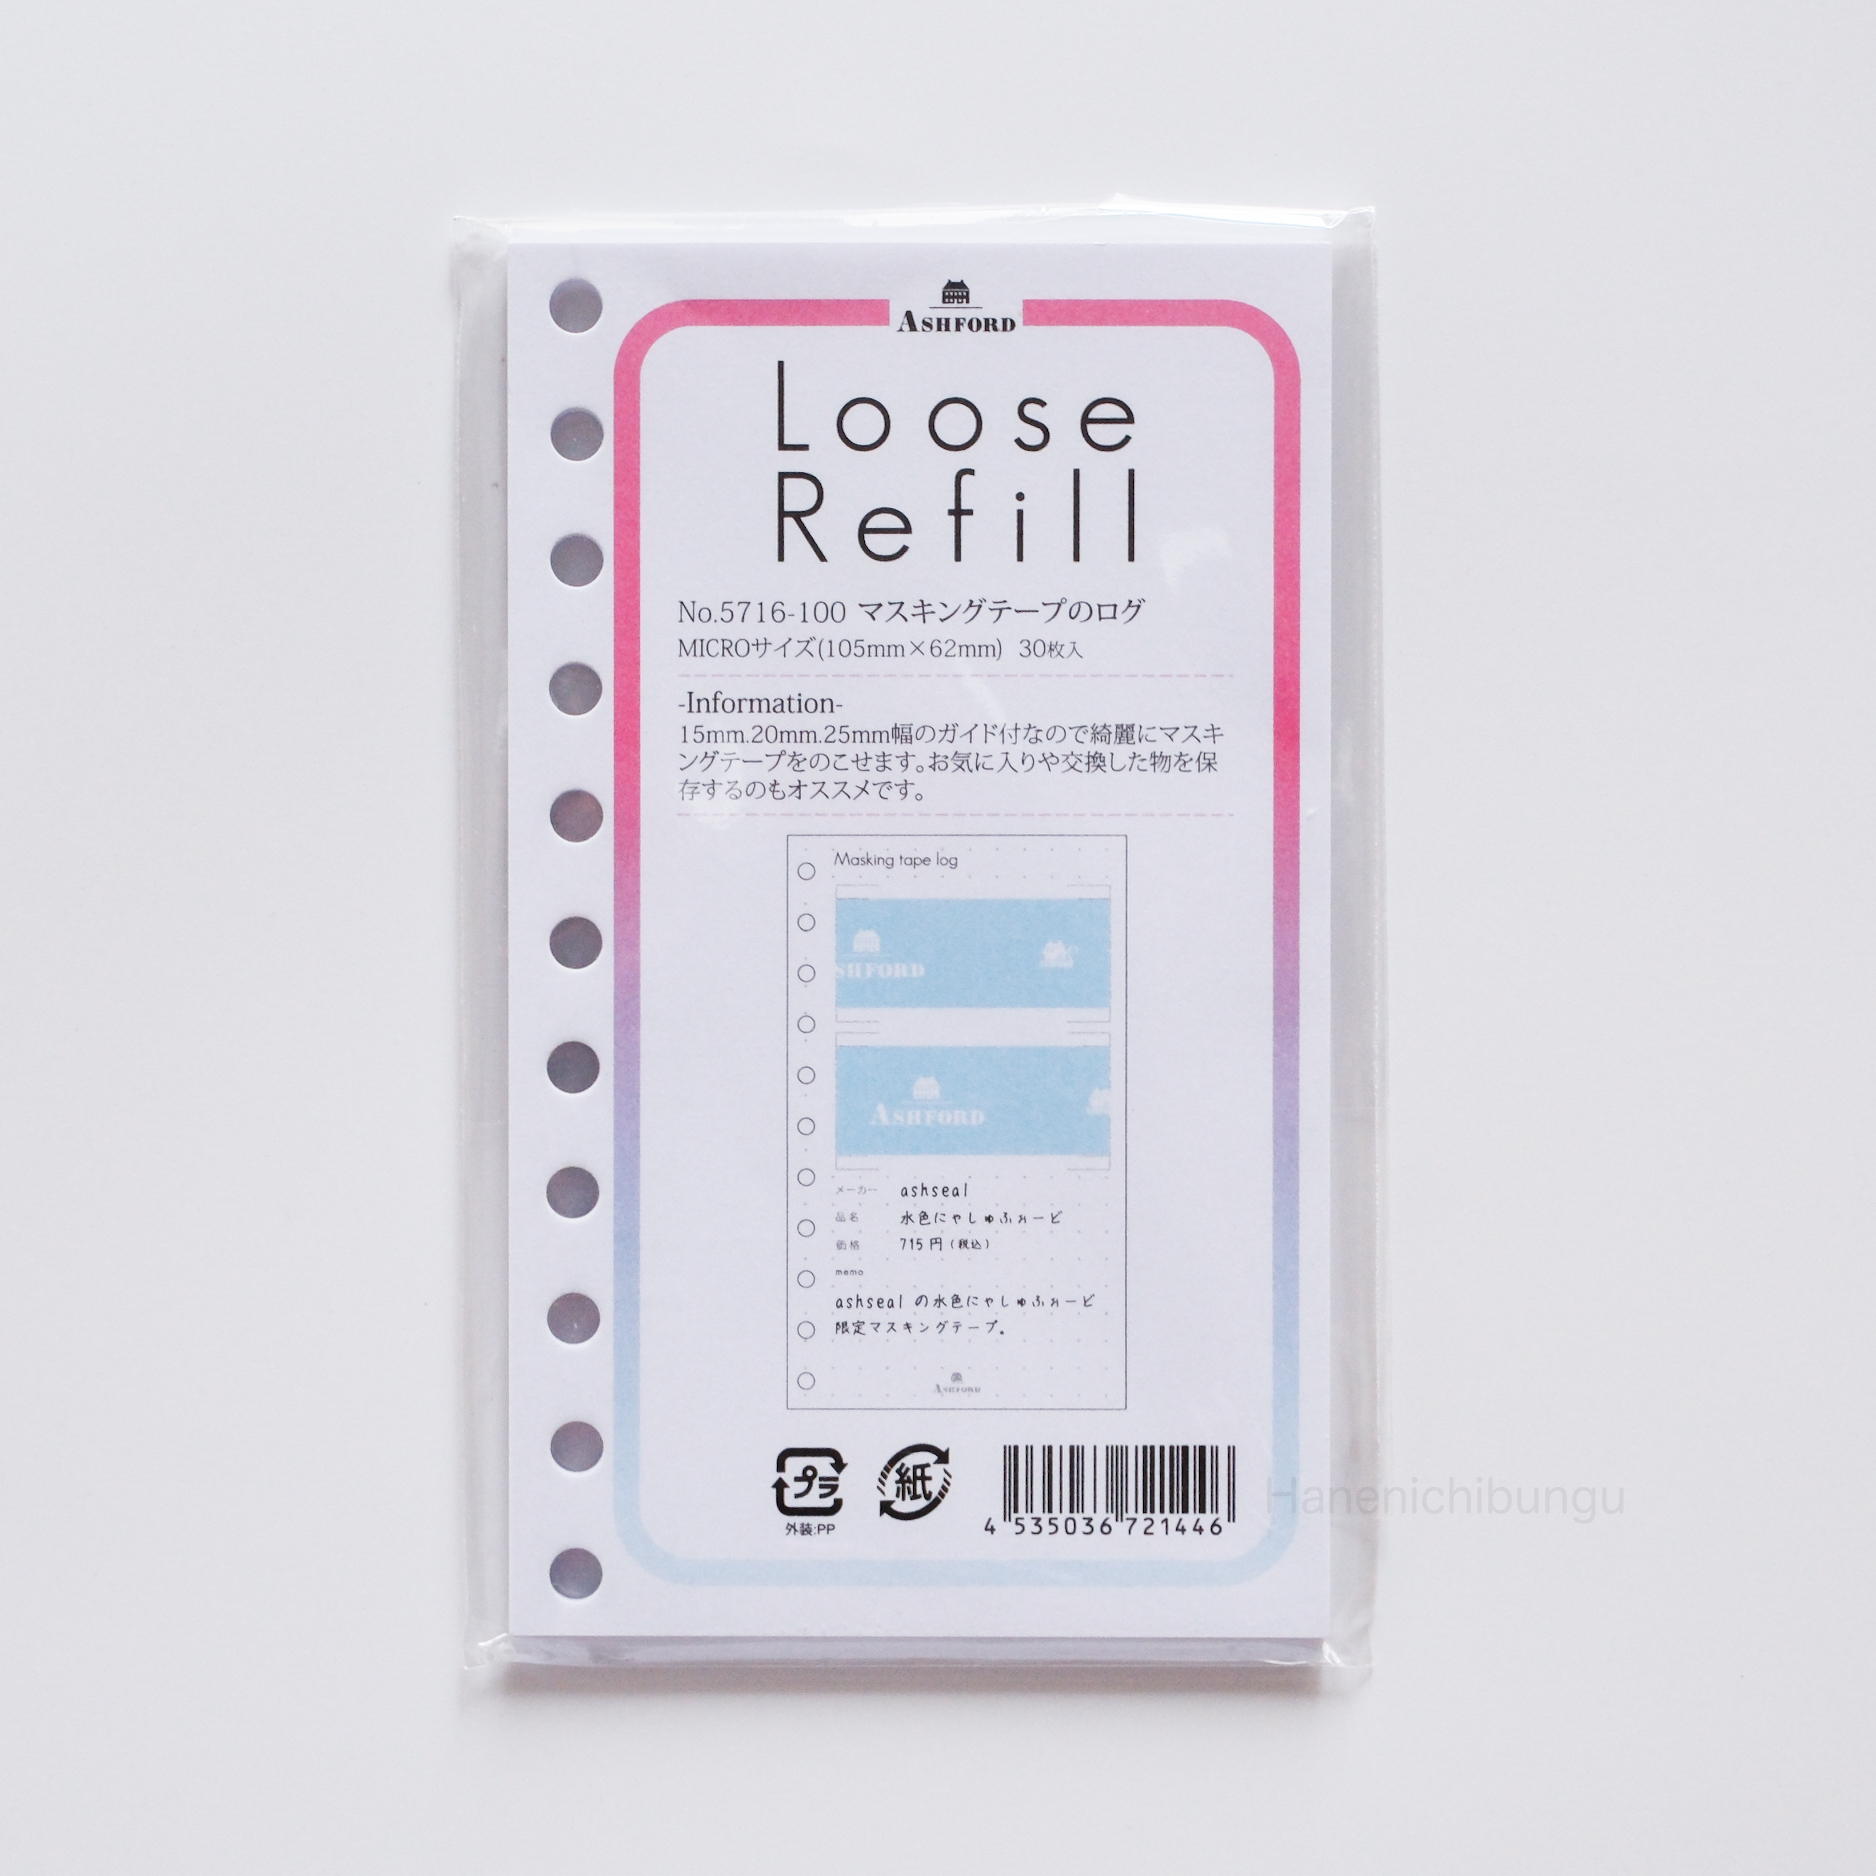 ASHFORD
Loose
Refill
No.5716-100 マスキングテープのログ
MICROサイズ(105mm×62mm) 30枚入
-Information-
15mm.20mm.25mm幅のガイド付なので綺麗にマスキ
ングテープをのこせます。お気に入りや交換した物を保
存するのもオススメです。
Masking tape log
SHFORD
ASHFORD
メーカー ashseal
品名 水色にゃしゅふぉーど
価格 715円(税込)
memo
ashsealの水色にゃしゅふぉーど
限定マスキングテープ。
ASHFORD
プラ
外装:PP
紙
4 535036 721446
Hanenichibungu